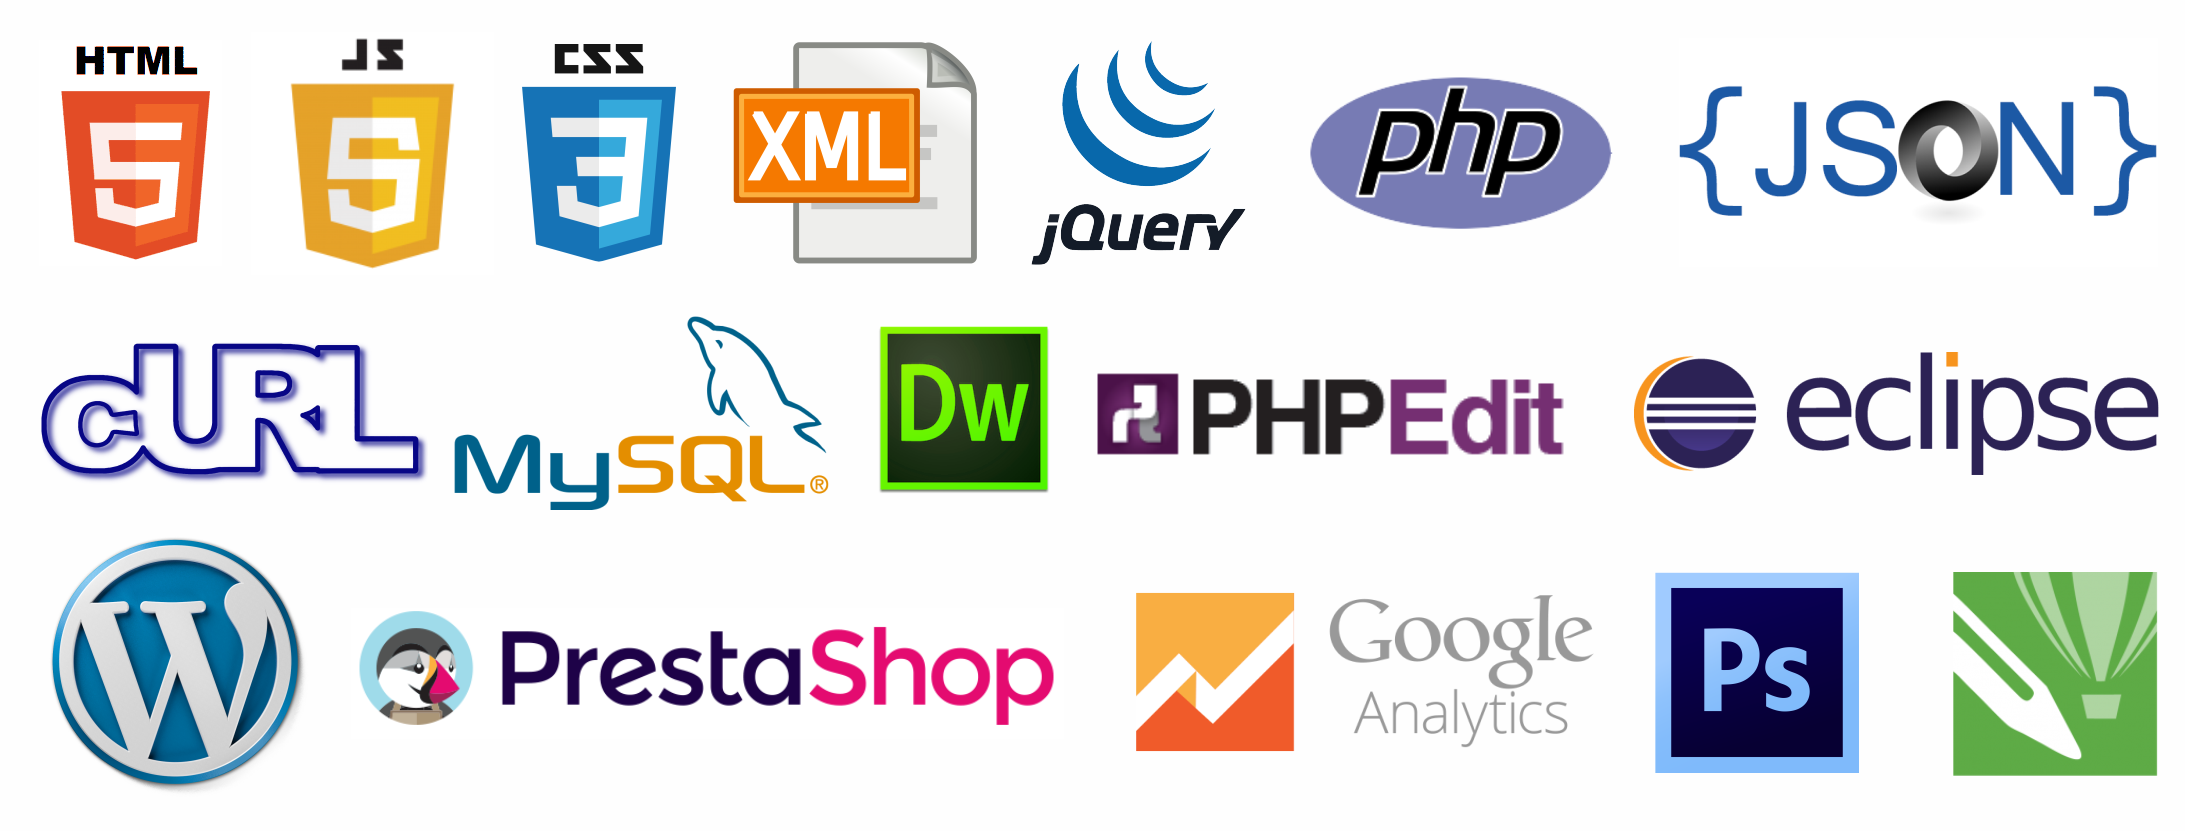 HTML
5
JS
5
CSS
3
XML
jQuery
php
{JSON}
cURL
MySQL®
Dw
PHPEdit
eclipse
W
PrestaShop
Google
Analytics
Ps